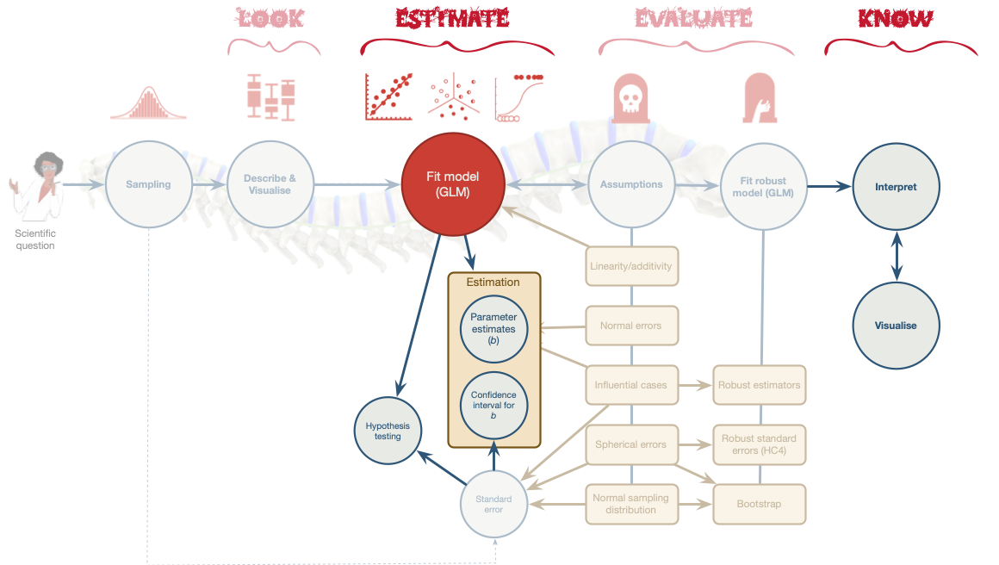 LOOK
ESTIMATE
EVALUATE
KNOW
Scientific
question
Sampling
Describe &
Visualise
Fit model
(GLM)
Assumptions
Fit robust
model (GLM)
Interpret
Visualise
Linearity/additivity
Normal errors
Influential cases
Spherical errors
Normal sampling
distribution
Robust estimators
Robust standard
errors (HC4)
Bootstrap
Estimation
Parameter
estimates
(b)
Confidence
interval for
b
Hypothesis
testing
Standard
error